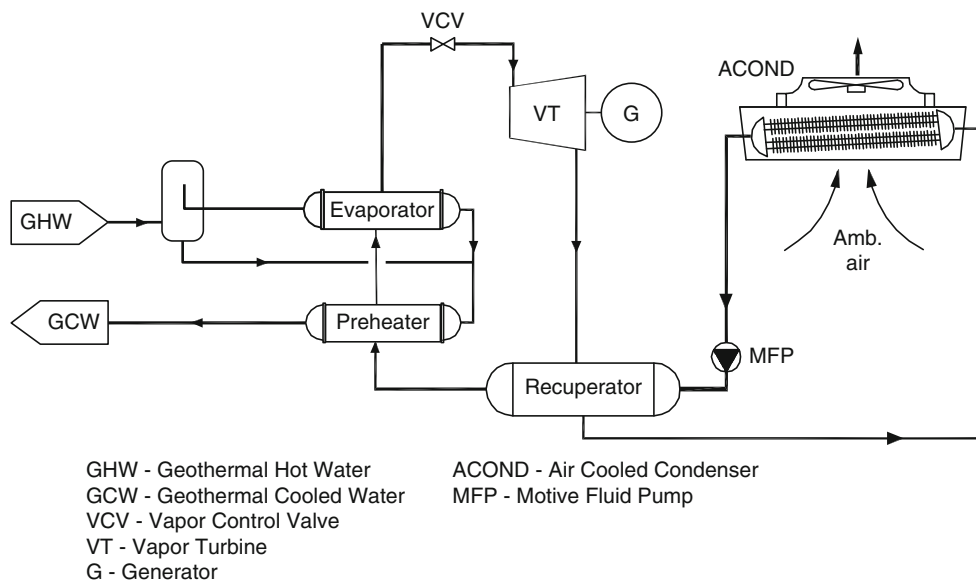 VCV
ACOND
VT
G
GHW
Evaporator
Amb.
air
GCW
Preheater
MFP
Recuperator
GHW - Geothermal Hot Water
GCW - Geothermal Cooled Water
VCV - Vapor Control Valve
VT - Vapor Turbine
G - Generator
ACOND - Air Cooled Condenser
MFP - Motive Fluid Pump